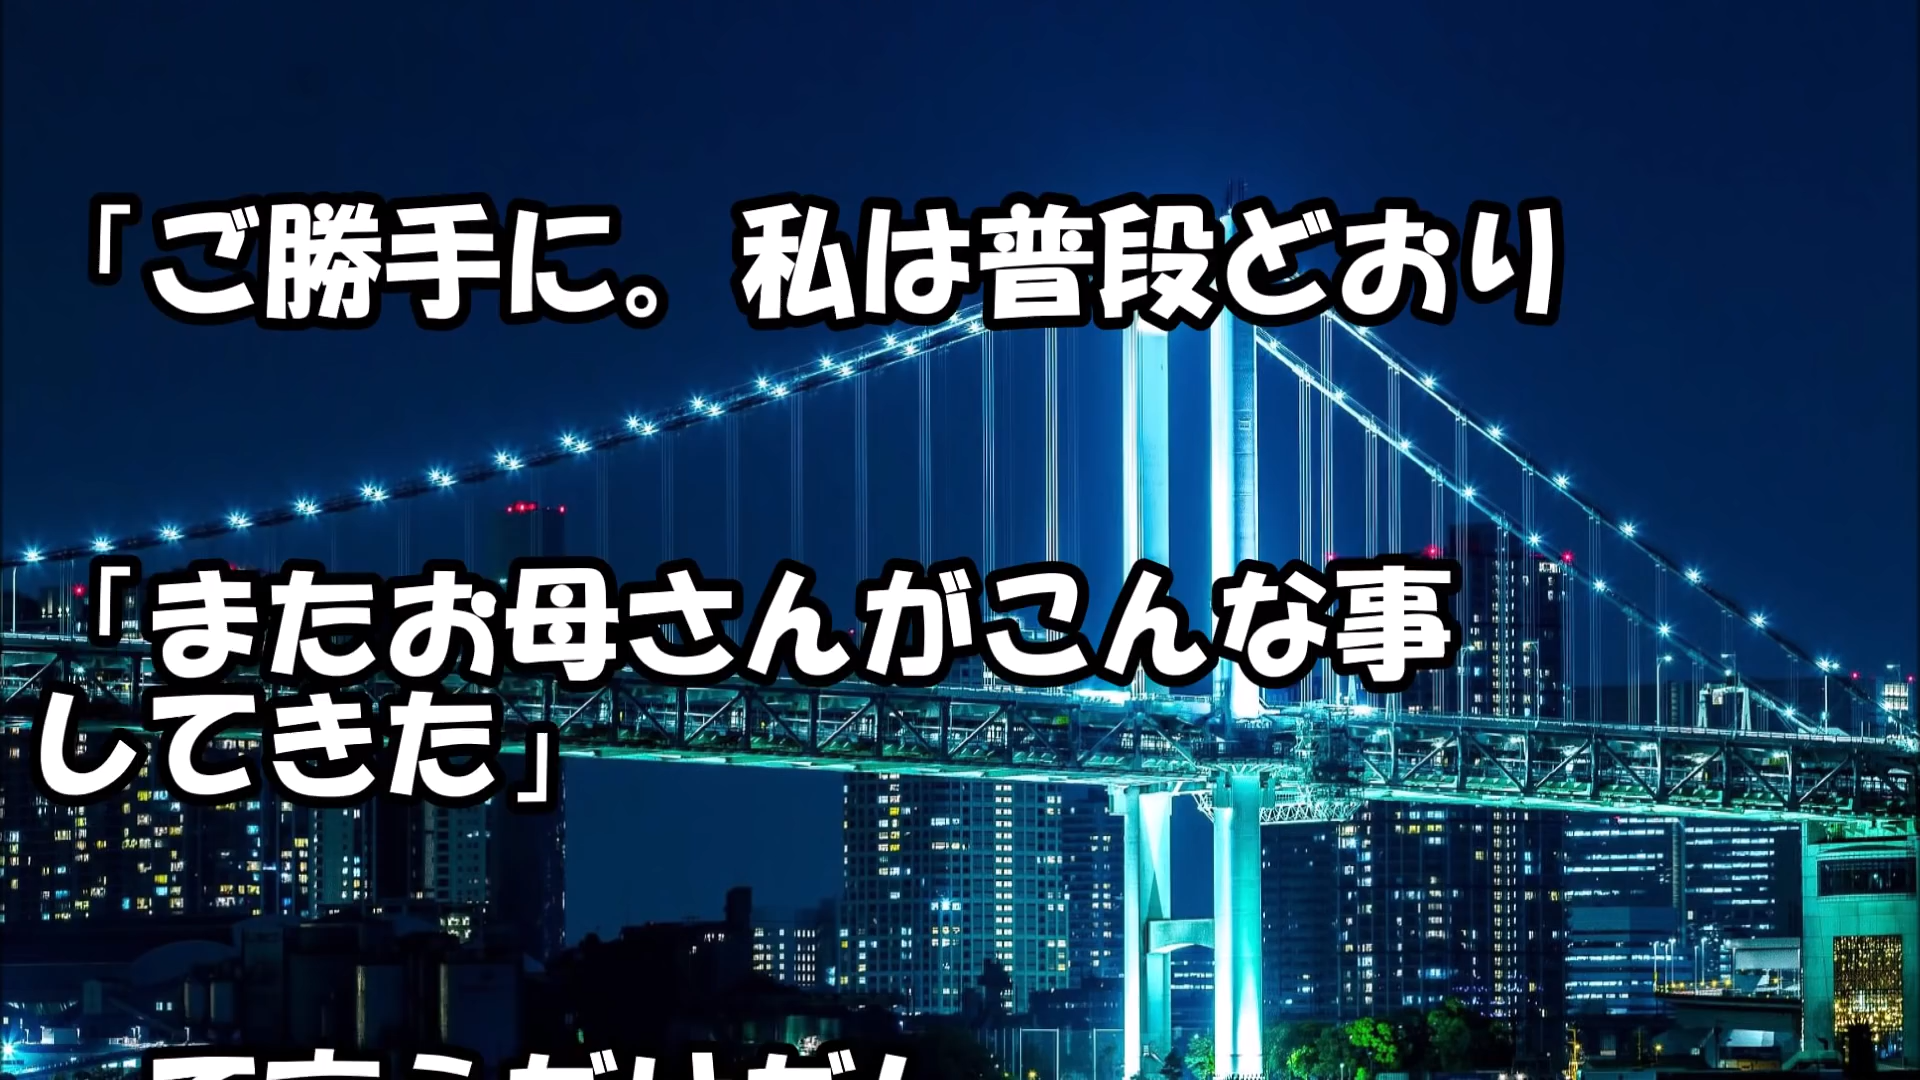 「ご勝手に。私は普段どおり
「またお母さんがこんな事
してきた」